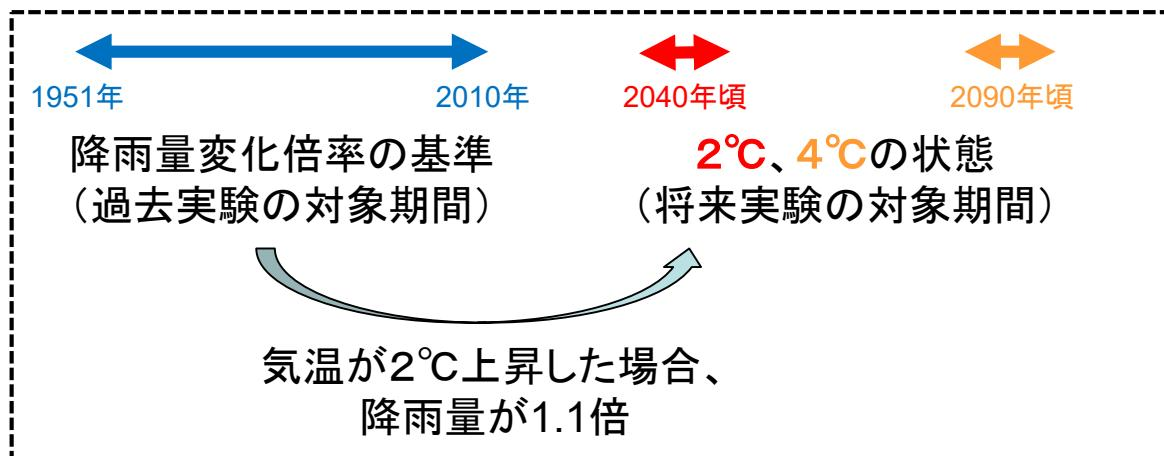 1951年
2010年
2040年頃
2090年頃
降雨量変化倍率の基準
（過去実験の対象期間）
2℃、4℃の状態
（将来実験の対象期間）
気温が2℃上昇した場合、
降雨量が1.1倍